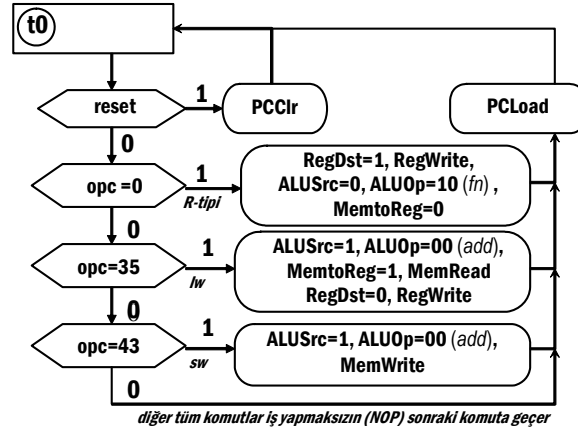 t0
reset
1
PCClr
PCLoad
0
opc =0
1
R-tipi
RegDst=1, RegWrite,
ALUSrc=0, ALUOp=10 (fn) ,
MemtoReg=0
0
opc=35
1
lw
ALUSrc=1, ALUOp=00 (add),
MemtoReg=1, MemRead
RegDst=0, RegWrite
0
opc=43
1
sw
ALUSrc=1, ALUOp=00 (add),
MemWrite
0
diğer tüm komutlar iş yapmaksızın (NOP) sonraki komuta geçer